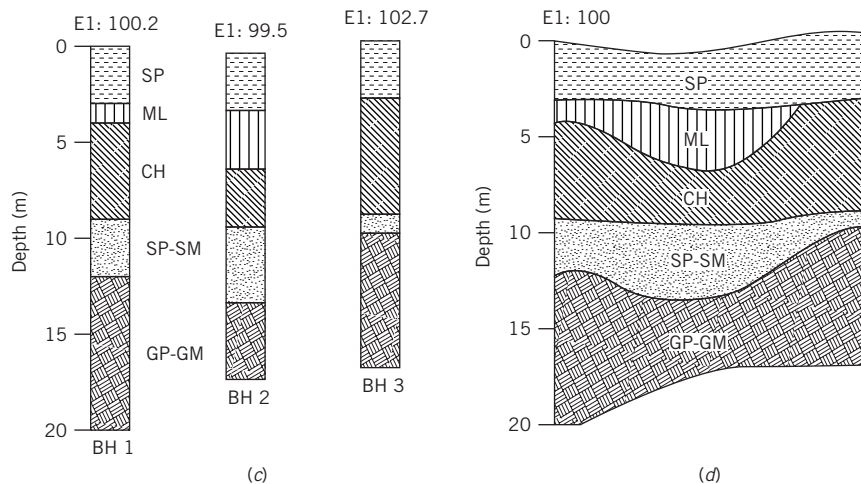 E1: 100.2
E1: 99.5
E1: 102.7
0
5
10
15
20
Depth (m)
SP
ML
CH
SP-SM
GP-GM
BH 1
BH 2
BH 3
(c)
E1: 100
0
5
10
15
20
Depth (m)
SP
ML
CH
SP-SM
GP-GM
(d)